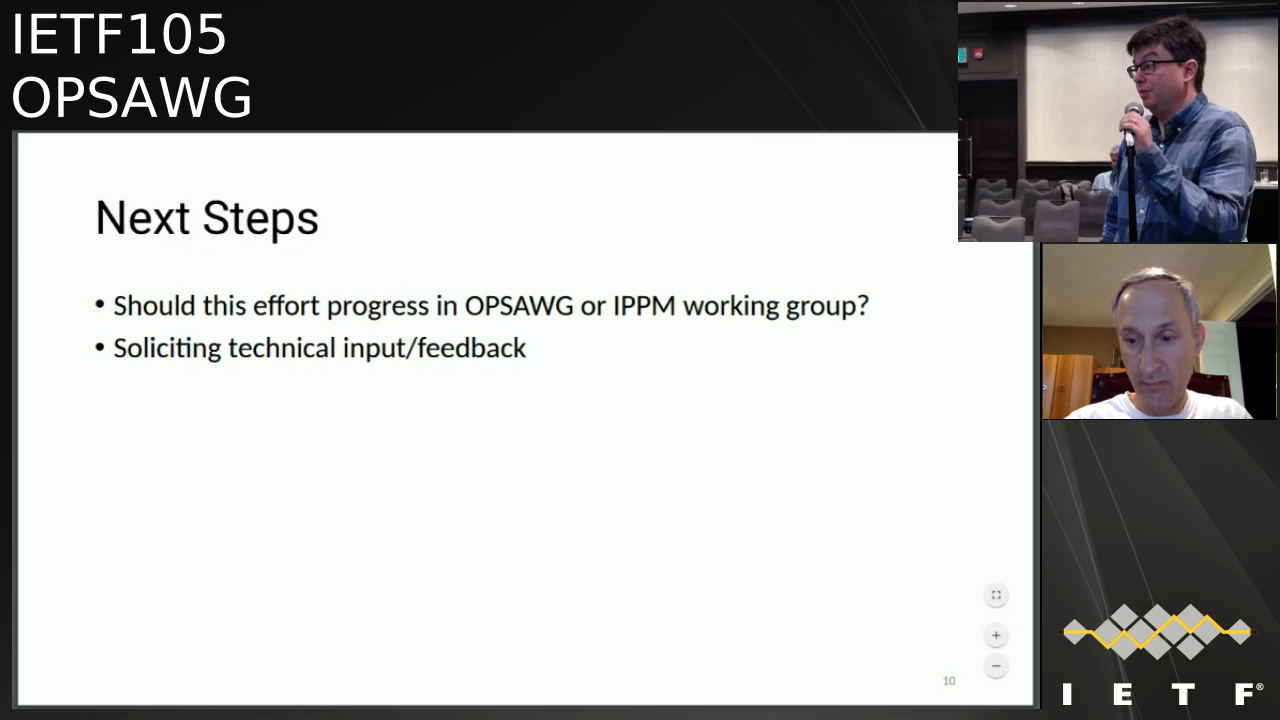 IETF105
OPSAWG
Next Steps
• Should this effort progress in OPSAWG or IPPM working group?
• Soliciting technical input/feedback
10
I E T F®